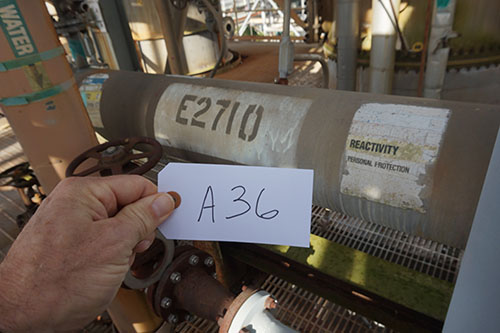 WATER
E2710
REACTIVITY
PERSONAL PROTECTION
A36